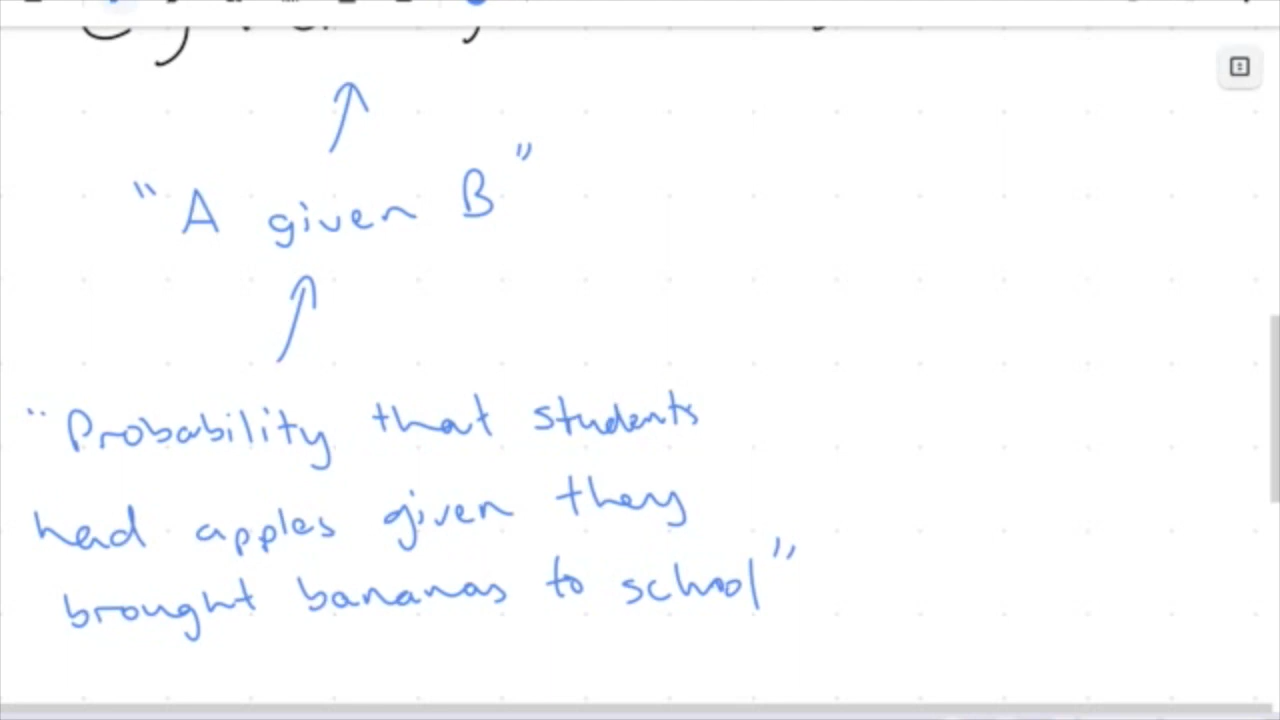 "A given B"
"Probability that students
had apples given they
brought bananas to school"